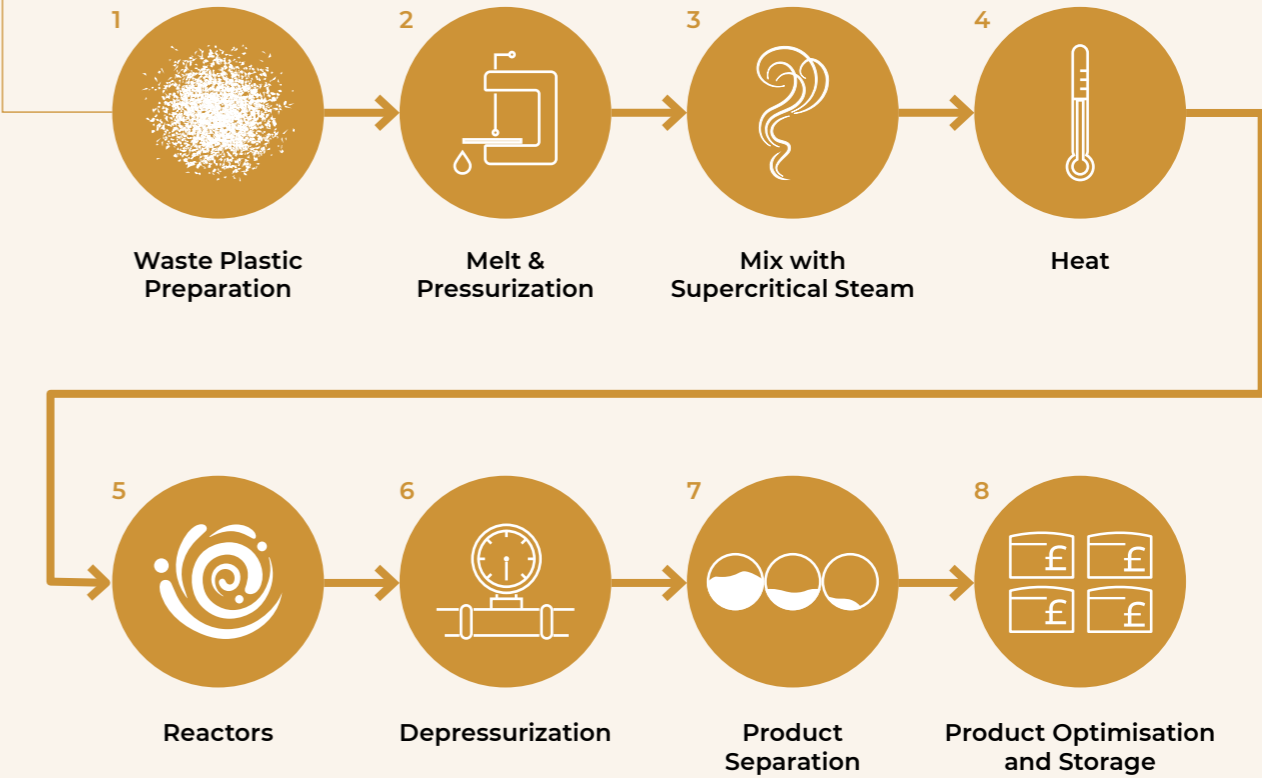 1
2
3
4
Waste Plastic
Preparation
Melt &
Pressurization
Mix with
Supercritical Steam
Heat
5
6
7
8
£
£
£
£
Reactors
Depressurization
Product
Separation
Product Optimisation
and Storage